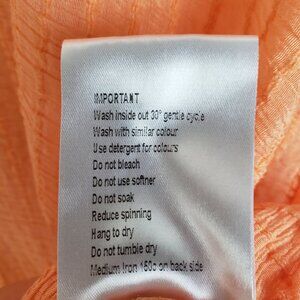 IMPORTANT
Wash inside out 30° gentle cycle
Wash with similar colour
Use detergent for colours
Do not bleach
Do not use softner
Do not soak
Reduce spinning
Hang to dry
Do not tumble dry
Medium Iron 150c on back side